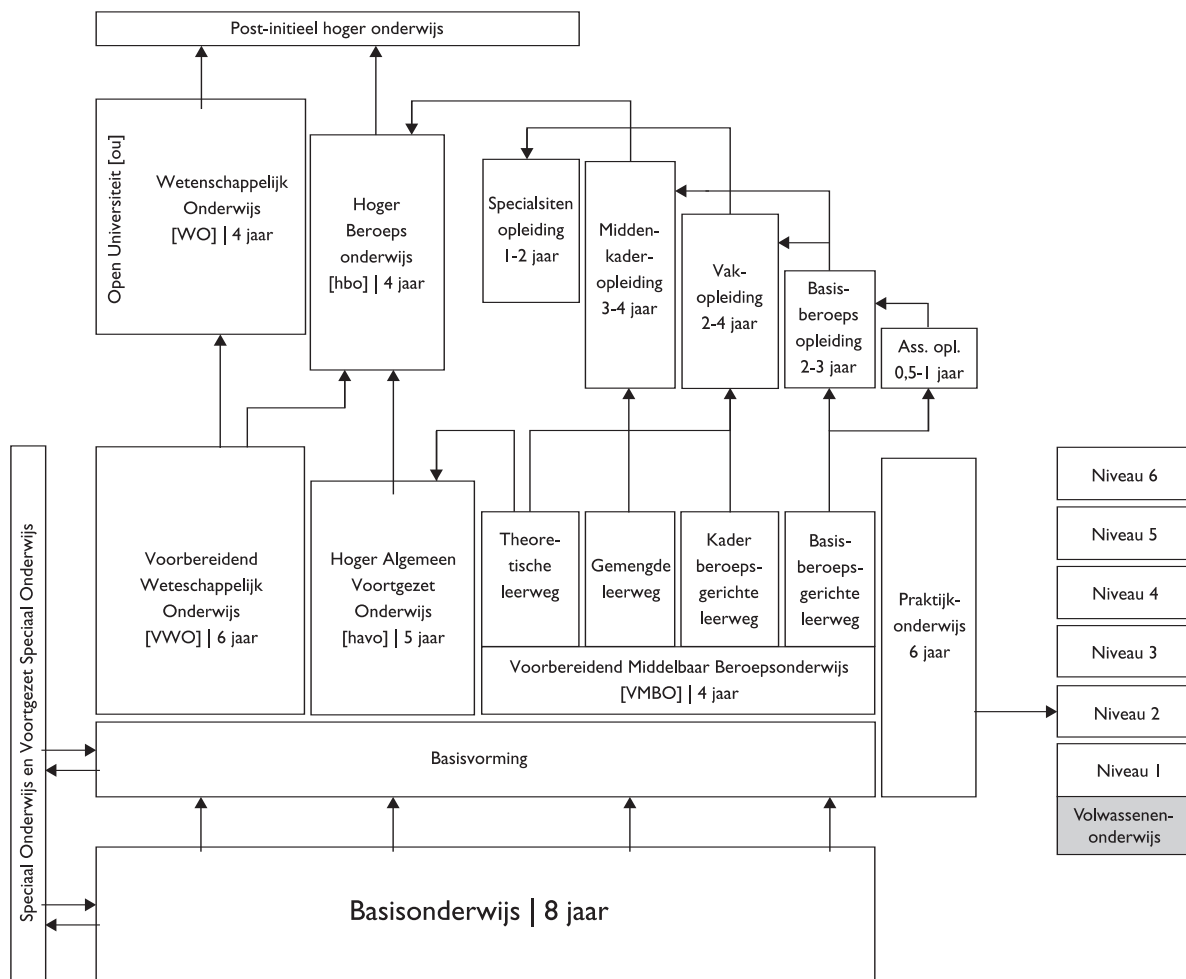 Post-initieel hoger onderwijs
Open Universiteit [ou]
Wetenschappelijk
Onderwijs
[WO] | 4 jaar
Hoger
Beroeps
onderwijs
[hbo] | 4 jaar
Specialsiten
opleiding
1-2 jaar
Midden-
kader-
opleiding
3-4 jaar
Vak-
opleiding
2-4 jaar
Basis-
beroeps
opleiding
2-3 jaar
Ass. opl.
0,5-1 jaar
Speciaal Onderwijs en Voortgezet Speciaal Onderwijs
Voorbereidend
Weteschappelijk
Onderwijs
[VWO] | 6 jaar
Hoger Algemeen
Voortgezet
Onderwijs
[havo] | 5 jaar
Theore-
tische
leerweg
Gemengde
leerweg
Kader
beroeps-
gerichte
leerweg
Basis-
beroeps-
gerichte
leerweg
Voorbereidend Middelbaar Beroepsonderwijs
[VMBO] | 4 jaar
Praktijk-
onderwijs
6 jaar
Niveau 6
Niveau 5
Niveau 4
Niveau 3
Niveau 2
Niveau 1
Volwassenen-
onderwijs
Basisvorming
Basisonderwijs | 8 jaar